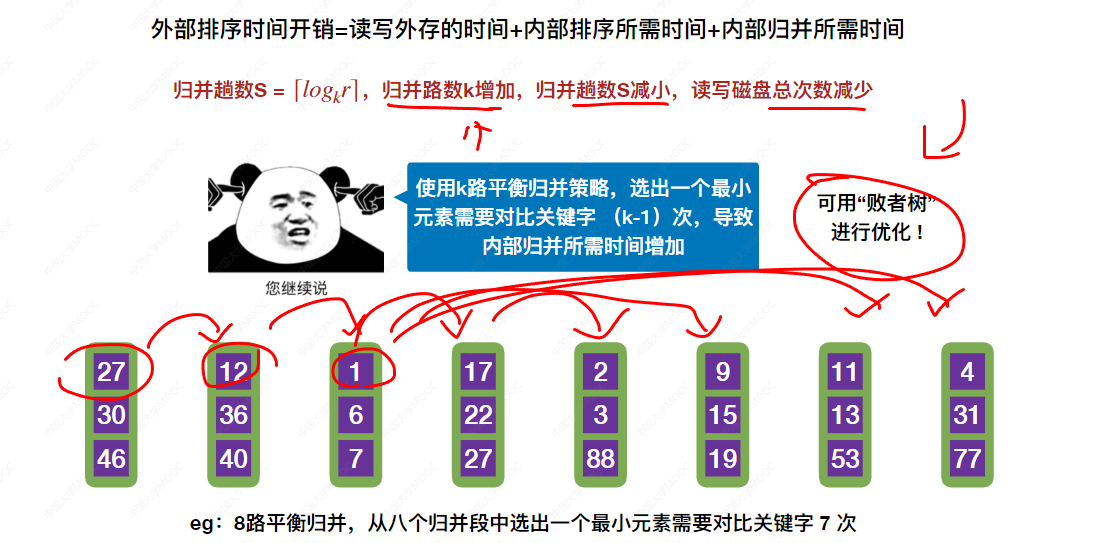 外部排序时间开销=读写外存的时间+内部排序所需时间+内部归并所需时间
归并趟数S = ⌈logₖr⌉，归并路数k增加，归并趟数S减小，读写磁盘总次数减少
使用k路平衡归并策略，选出一个最小
元素需要对比关键字 （k-1）次，导致
内部归并所需时间增加
可用“败者树”
进行优化！
您继续说
27 12 1 17 2 9 11 4
30 36 6 22 3 15 13 31
46 40 7 27 88 19 53 77
eg：8路平衡归并，从八个归并段中选出一个最小元素需要对比关键字 7 次